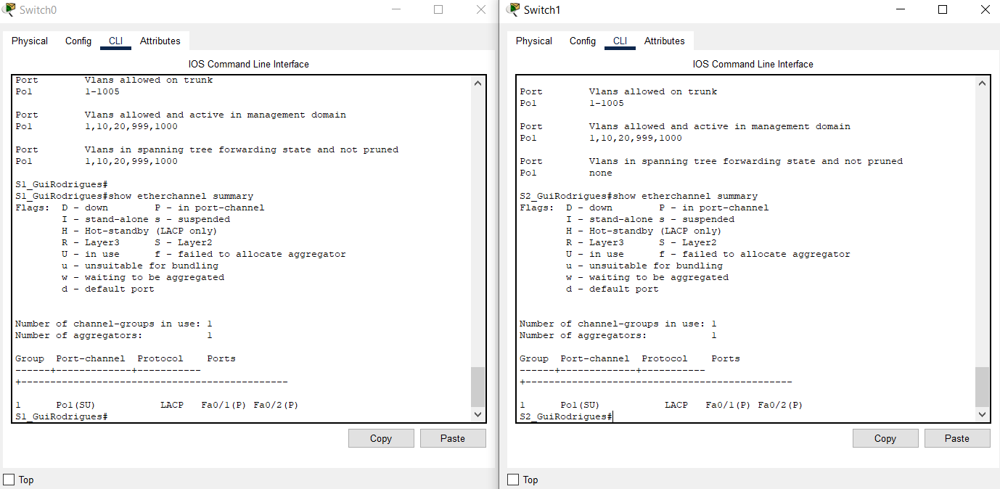 Switch0
Physical Config CLI Attributes
IOS Command Line Interface
Port        Vlans allowed on trunk
Po1         1-1005
Port        Vlans allowed and active in management domain
Po1         1,10,20,999,1000
Port        Vlans in spanning tree forwarding state and not pruned
Po1         1,10,20,999,1000
S1_GuiRodrigues#
S1_GuiRodrigues#show etherchannel summary
Flags:  D - down        P - in port-channel
        I - stand-alone s - suspended
        H - Hot-standby (LACP only)
        R - Layer3      S - Layer2
        U - in use      f - failed to allocate aggregator
        u - unsuitable for bundling
        w - waiting to be aggregated
        d - default port
Number of channel-groups in use: 1
Number of aggregators:           1
Group  Port-channel  Protocol    Ports
------+-------------+-----------
+----------------------------------------------
1      Po1(SU)           LACP   Fa0/1(P) Fa0/2(P)
S1_GuiRodrigues#
Copy Paste
Top
Switch1
Physical Config CLI Attributes
IOS Command Line Interface
Port        Vlans allowed on trunk
Po1         1-1005
Port        Vlans allowed and active in management domain
Po1         1,10,20,999,1000
Port        Vlans in spanning tree forwarding state and not pruned
Po1         none
S2_GuiRodrigues#show etherchannel summary
Flags:  D - down        P - in port-channel
        I - stand-alone s - suspended
        H - Hot-standby (LACP only)
        R - Layer3      S - Layer2
        U - in use      f - failed to allocate aggregator
        u - unsuitable for bundling
        w - waiting to be aggregated
        d - default port
Number of channel-groups in use: 1
Number of aggregators:           1
Group  Port-channel  Protocol    Ports
------+-------------+-----------
+----------------------------------------------
1      Po1(SU)           LACP   Fa0/1(P) Fa0/2(P)
S2_GuiRodrigues#
Copy Paste
Top